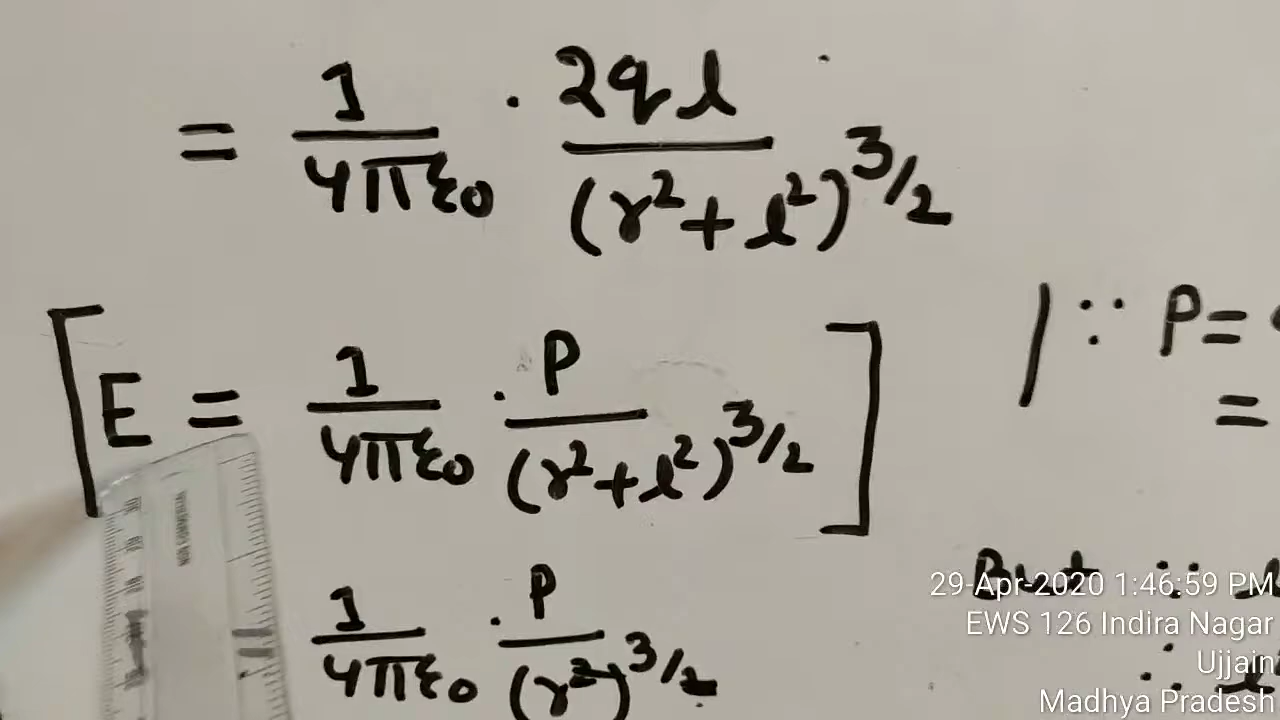 = 1/4πε₀ · 2ql/(r²+l²)^3/2
[E = 1/4πε₀ · P/(r²+l²)^3/2] | ∵ P=
=
1/4πε₀ · P/(r²)^3/2
But ∵
∴
29-Apr-2020 1:46:59 PM
EWS 126 Indira Nagar
Ujjain
Madhya Pradesh